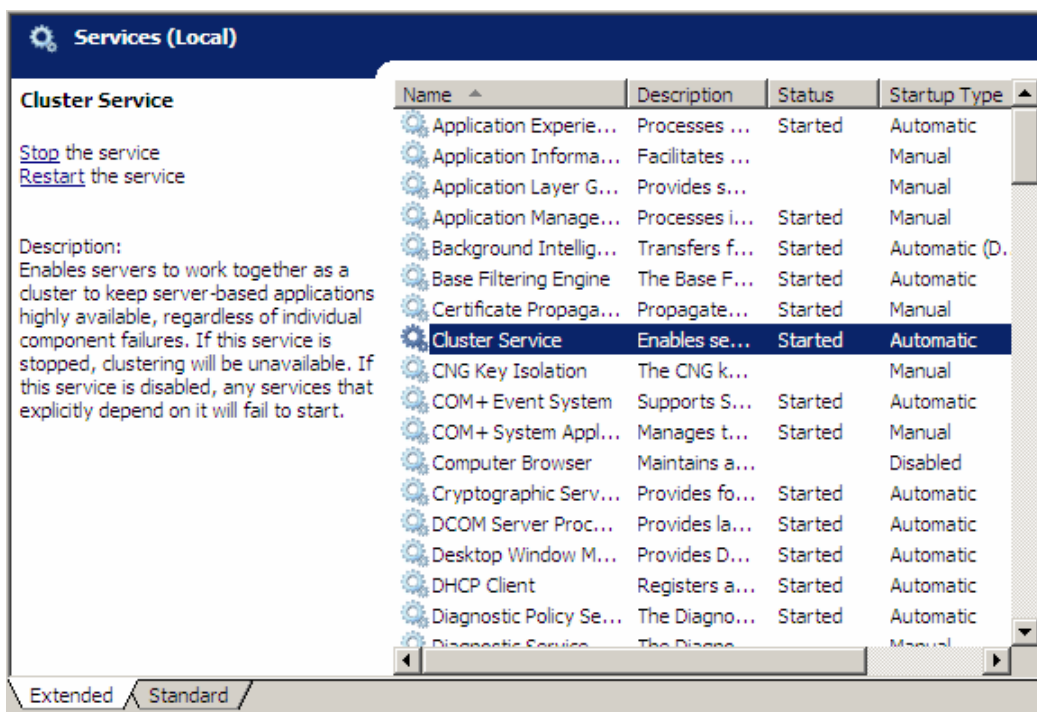 Services (Local)
Cluster Service
Stop the service
Restart the service
Description:
Enables servers to work together as a
cluster to keep server-based applications
highly available, regardless of individual
component failures. If this service is
stopped, clustering will be unavailable. If
this service is disabled, any services that
explicitly depend on it will fail to start.
Name Description Status Startup Type
Application Experie... Processes ... Started Automatic
Application Informa... Facilitates ... Manual
Application Layer G... Provides s... Manual
Application Manage... Processes i... Started Manual
Background Intellig... Transfers f... Started Automatic (D.
Base Filtering Engine The Base F... Started Automatic
Certificate Propaga... Propagate... Started Manual
Cluster Service Enables se... Started Automatic
CNG Key Isolation The CNG k... Manual
COM+ Event System Supports S... Started Automatic
COM+ System Appl... Manages t... Started Manual
Computer Browser Maintains a... Disabled
Cryptographic Serv... Provides fo... Started Automatic
DCOM Server Proc... Provides la... Started Automatic
Desktop Window M... Provides D... Started Automatic
DHCP Client Registers a... Started Automatic
Diagnostic Policy Se... The Diagno... Started Automatic
Diagnostic Service The Diagno Manual
Extended Standard